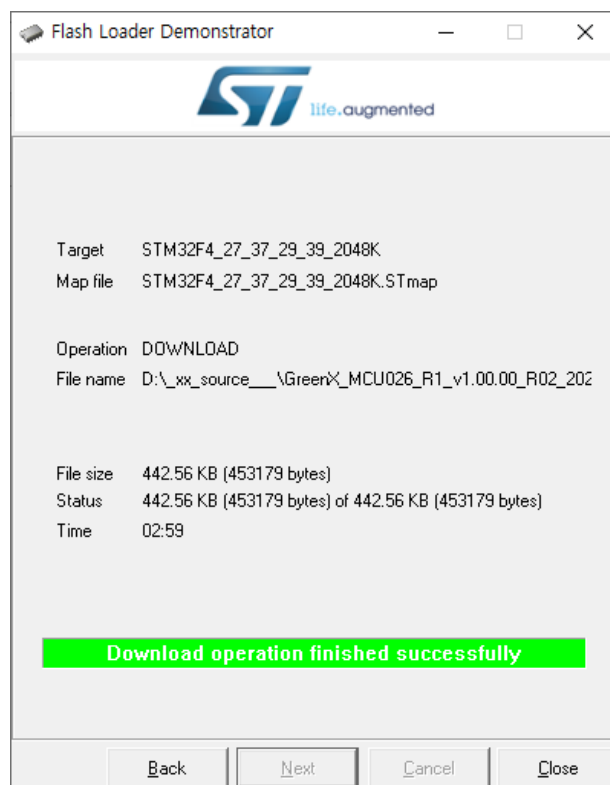 Flash Loader Demonstrator
ST life.augmented
Target STM32F4_27_37_29_39_2048K
Map file STM32F4_27_37_29_39_2048K.STmap
Operation DOWNLOAD
File name D:\_xx_source___\GreenX_MCU026_R1_v1.00.00_R02_202
File size 442.56 KB (453179 bytes)
Status 442.56 KB (453179 bytes) of 442.56 KB (453179 bytes)
Time 02:59
Download operation finished successfully
Back Next Cancel Close